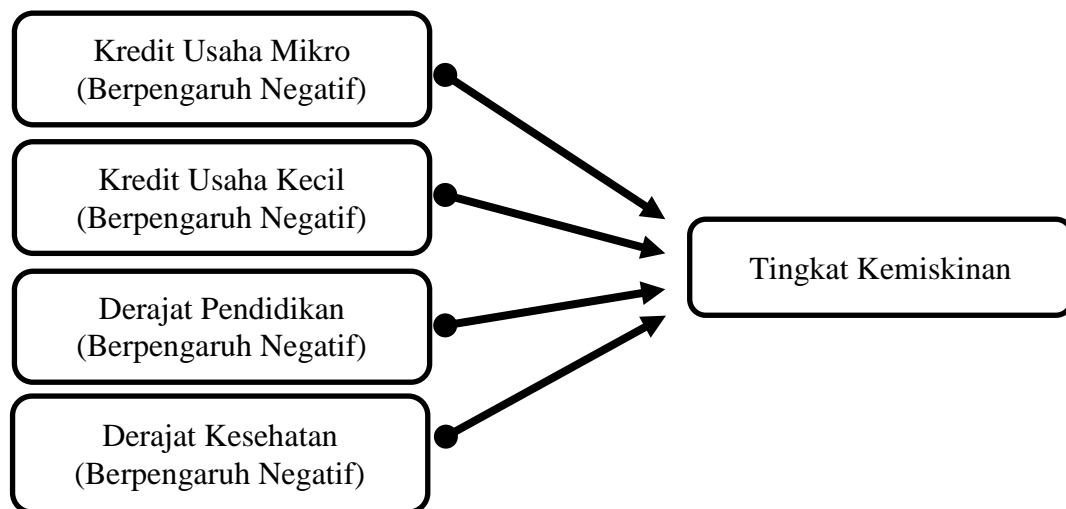 Kredit Usaha Mikro
(Berpengaruh Negatif)
Kredit Usaha Kecil
(Berpengaruh Negatif)
Derajat Pendidikan
(Berpengaruh Negatif)
Derajat Kesehatan
(Berpengaruh Negatif)
Tingkat Kemiskinan